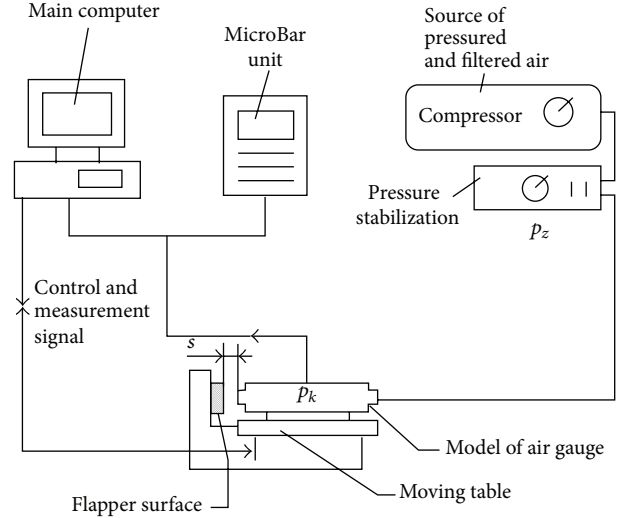 Main computer
MicroBar
unit
Source of
pressured
and filtered air
Compressor
Pressure
stabilization
p_z
Control and
measurement
signal
s
p_k
Model of air gauge
Moving table
Flapper surface